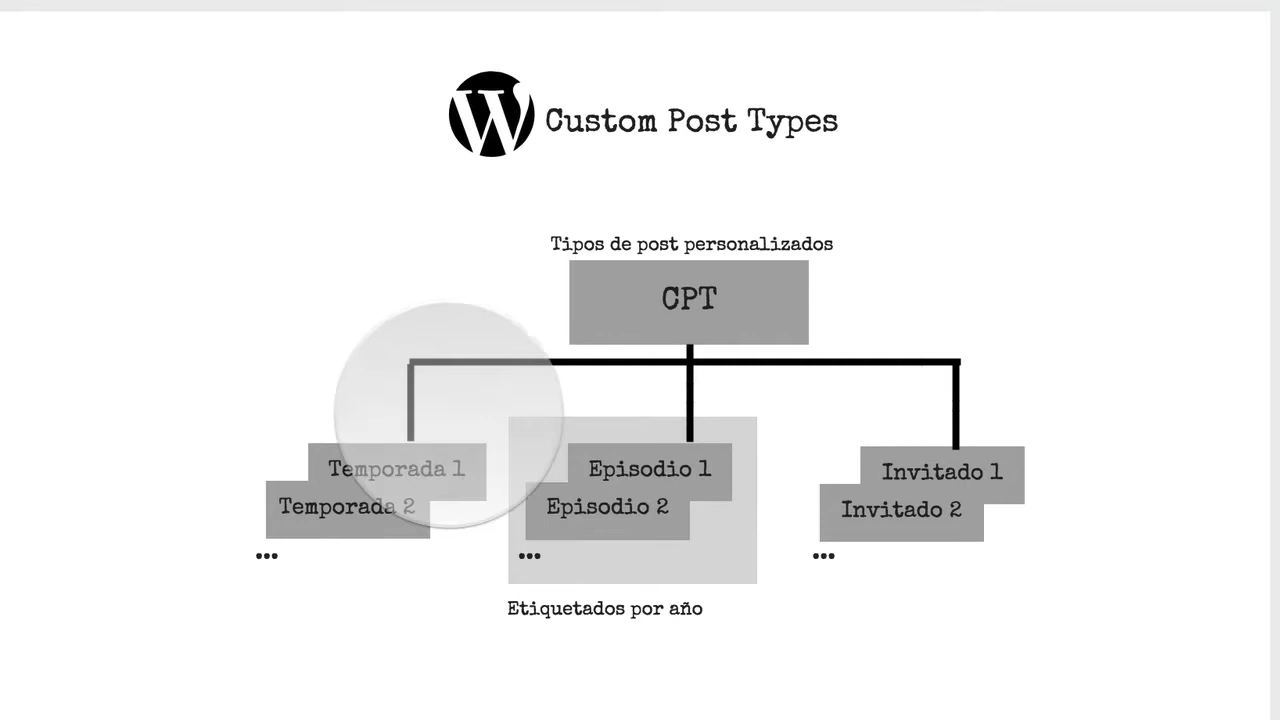 Custom Post Types
Tipos de post personalizados
CPT
Temporada 1
Temporada 2
...
Episodio 1
Episodio 2
...
Invitado 1
Invitado 2
...
Etiquetados por año